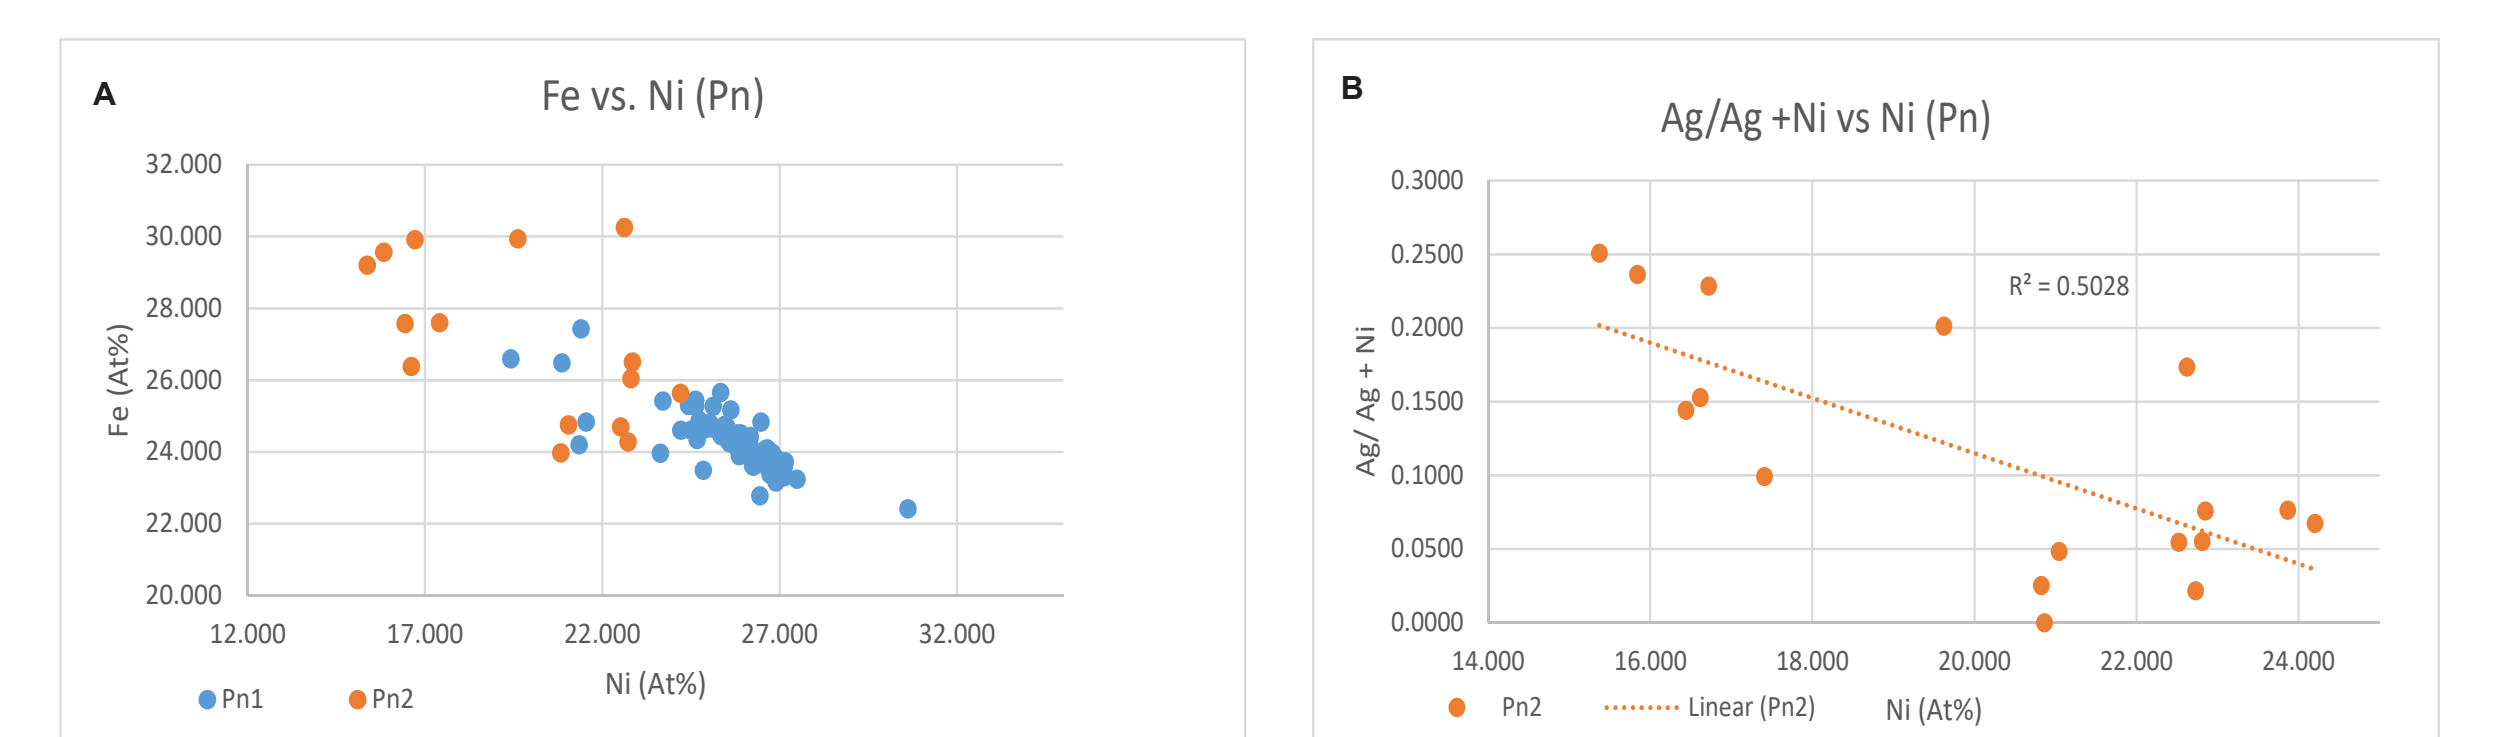 A
Fe vs. Ni (Pn)
32.000
30.000
28.000
26.000
24.000
22.000
20.000
Fe (At%)
12.000 17.000 22.000 27.000 32.000
Ni (At%)
Pn1 Pn2
B
Ag/Ag +Ni vs Ni (Pn)
0.3000
0.2500
0.2000
0.1500
0.1000
0.0500
0.0000
Ag/ Ag + Ni
R² = 0.5028
14.000 16.000 18.000 20.000 22.000 24.000
Pn2 Linear (Pn2) Ni (At%)